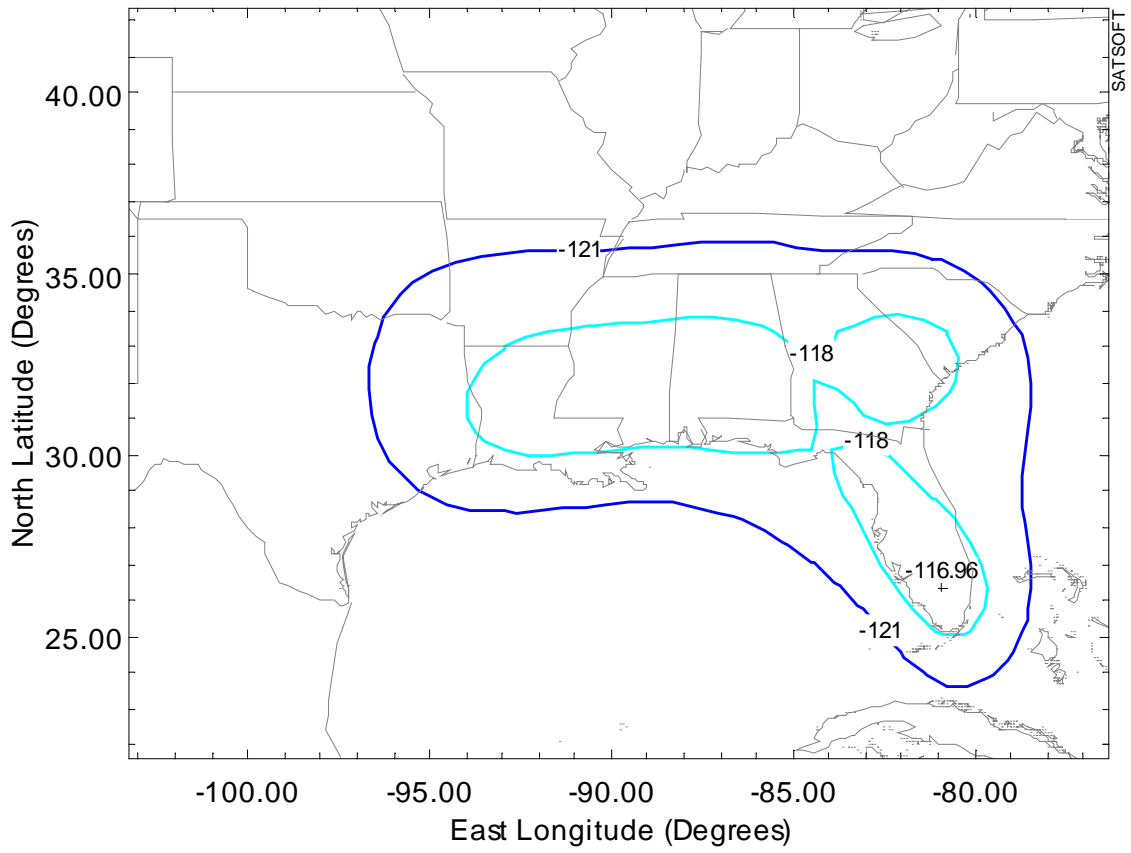 SATSOFT
40.00
-121
35.00
-118
-118
30.00
-116.96
-121
25.00
North Latitude (Degrees)
-100.00 -95.00 -90.00 -85.00 -80.00
East Longitude (Degrees)